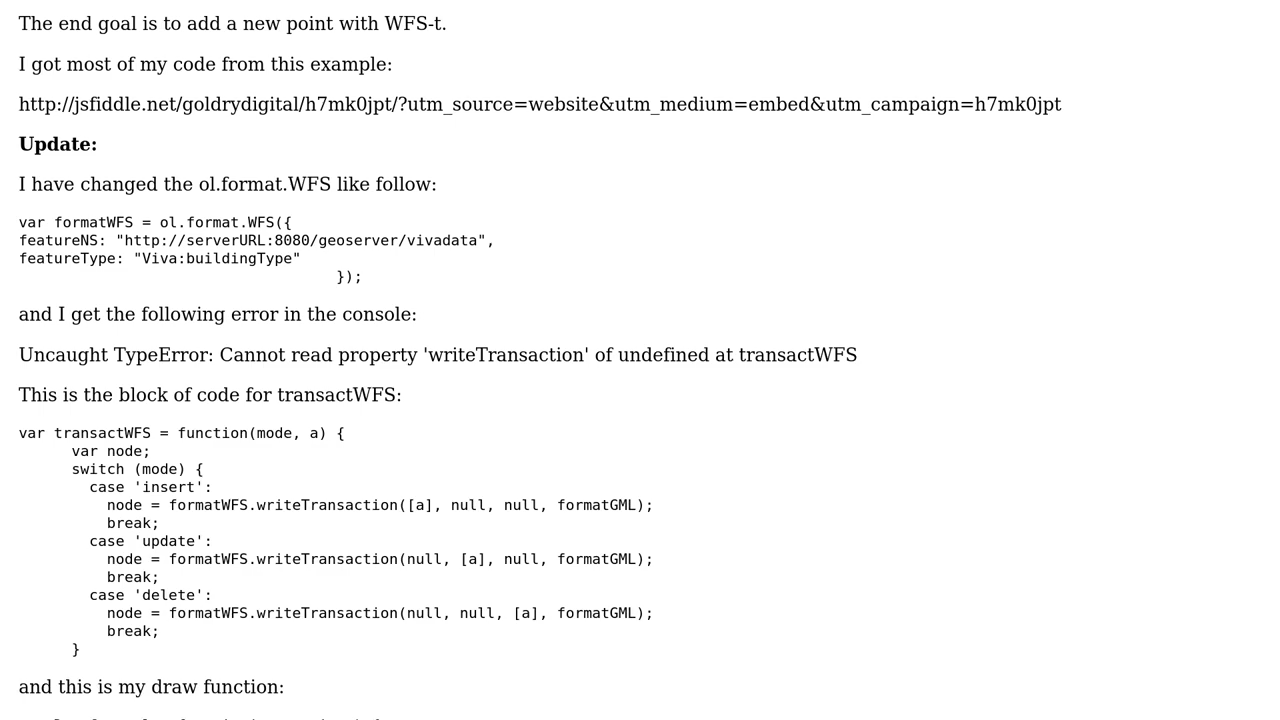 The end goal is to add a new point with WFS-t.
I got most of my code from this example:
http://jsfiddle.net/goldrydigital/h7mk0jpt/?utm_source=website&utm_medium=embed&utm_campaign=h7mk0jpt
Update:
I have changed the ol.format.WFS like follow:
var formatWFS = ol.format.WFS({
featureNS: "http://serverURL:8080/geoserver/vivadata",
featureType: "Viva:buildingType"
                                    });
and I get the following error in the console:
Uncaught TypeError: Cannot read property 'writeTransaction' of undefined at transactWFS
This is the block of code for transactWFS:
var transactWFS = function(mode, a) {
      var node;
      switch (mode) {
        case 'insert':
          node = formatWFS.writeTransaction([a], null, null, formatGML);
          break;
        case 'update':
          node = formatWFS.writeTransaction(null, [a], null, formatGML);
          break;
        case 'delete':
          node = formatWFS.writeTransaction(null, null, [a], formatGML);
          break;
      }
and this is my draw function: